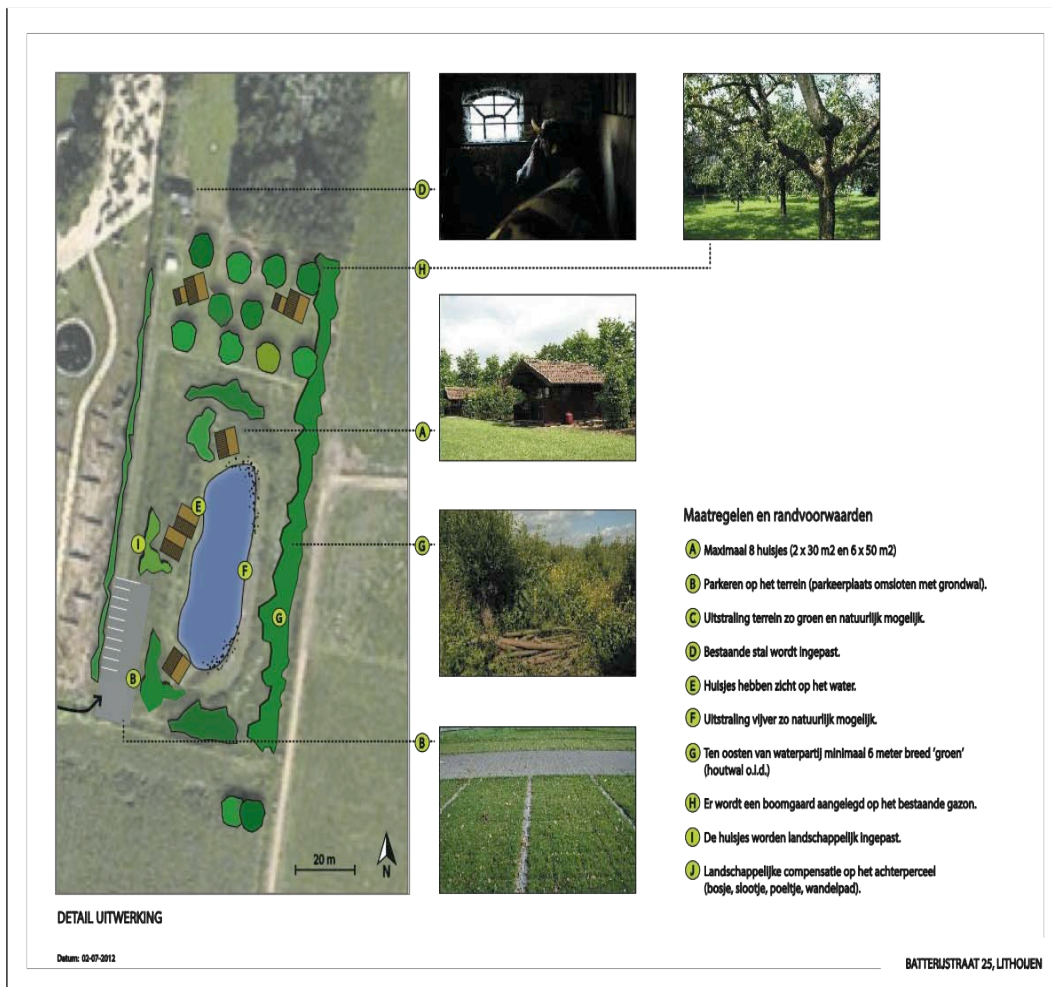 D
H
A
E
I
F
G
G
B
B
20 m
N
Maatregelen en randvoorwaarden
A Maximaal 8 huisjes (2 x 30 m2 en 6 x 50 m2)
B Parkeren op het terrein (parkeerplaats omsloten met grondwal).
C Uitstraling terrein zo groen en natuurlijk mogelijk.
D Bestaande stal wordt ingepast.
E Huisjes hebben zicht op het water.
F Uitstraling vijver zo natuurlijk mogelijk.
G Ten oosten van waterpartij minimaal 6 meter breed 'groen'
(houtwal o.i.d.)
H Er wordt een boomgaard aangelegd op het bestaande gazon.
I De huisjes worden landschappelijk ingepast.
J Landschappelijke compensatie op het achterperceel
(bosje, slootje, poeltje, wandelpad).
DETAIL UITWERKING
Datum: 02-07-2012
BATTERIJSTRAAT 25, LITHOIJEN